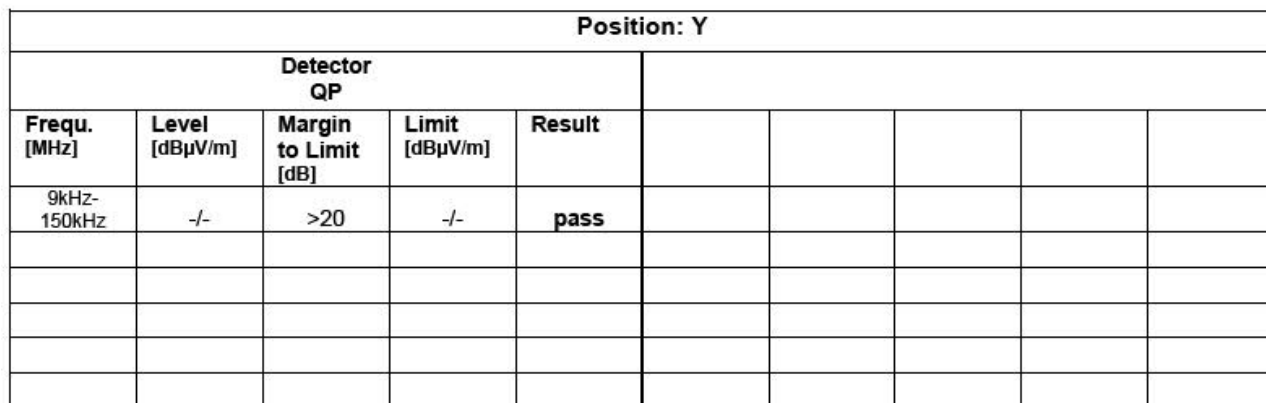 Position: Y
Detector
QP
Frequ. Level Margin Limit Result
[MHz] [dBµV/m] to Limit [dBµV/m]
[dB]
9kHz-
150kHz -/- >20 -/- pass